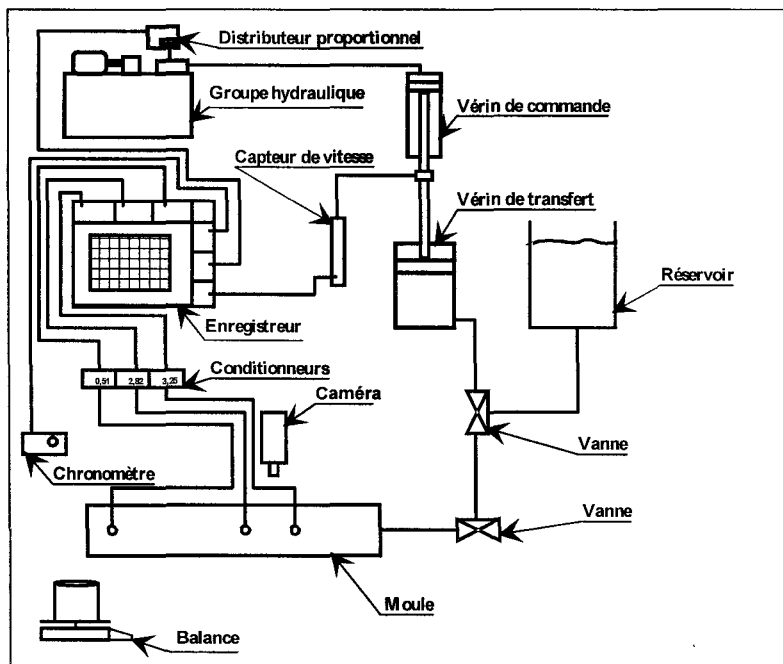 Distributeur proportionnel
Groupe hydraulique
Vérin de commande
Capteur de vitesse
Vérin de transfert
Réservoir
Enregistreur
Conditionneurs
0,51 2,82 3,25
Caméra
Vanne
Chronomètre
Vanne
Moule
Balance